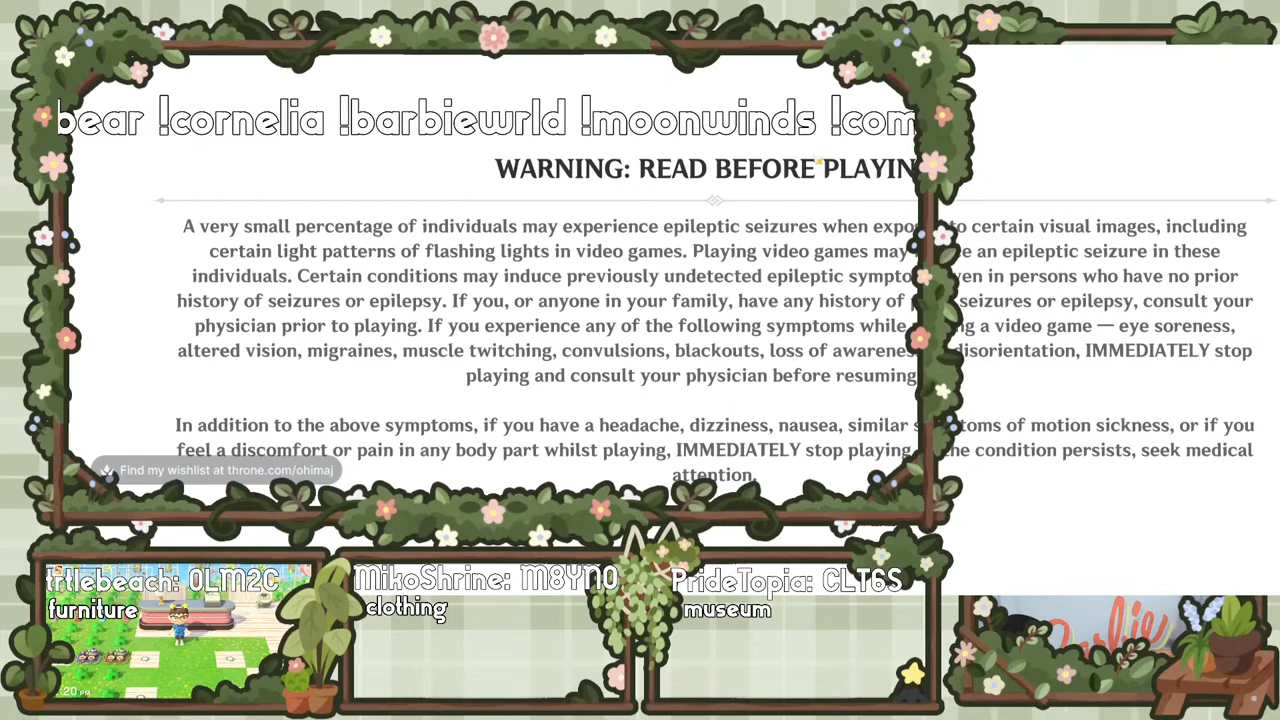 bear !cornelia !barbiewrld !moonwinds !com
WARNING: READ BEFORE PLAYIN
A very small percentage of individuals may experience epileptic seizures when expo to certain visual images, including
certain light patterns of flashing lights in video games. Playing video games may e an epileptic seizure in these
individuals. Certain conditions may induce previously undetected epileptic sympto ven in persons who have no prior
history of seizures or epilepsy. If you, or anyone in your family, have any history of seizures or epilepsy, consult your
physician prior to playing. If you experience any of the following symptoms while g a video game — eye soreness,
altered vision, migraines, muscle twitching, convulsions, blackouts, loss of awarenes disorientation, IMMEDIATELY stop
playing and consult your physician before resuming
In addition to the above symptoms, if you have a headache, dizziness, nausea, similar s toms of motion sickness, or if you
feel a discomfort or pain in any body part whilst playing, IMMEDIATELY stop playing the condition persists, seek medical
attention.
Find my wishlist at throne.com/ohimaj
trtlebeach: 0LM2C
furniture
MikoShrine: M8YN0
clothing
PrideTopia: CLT6S
museum
:20 PM
Barbie